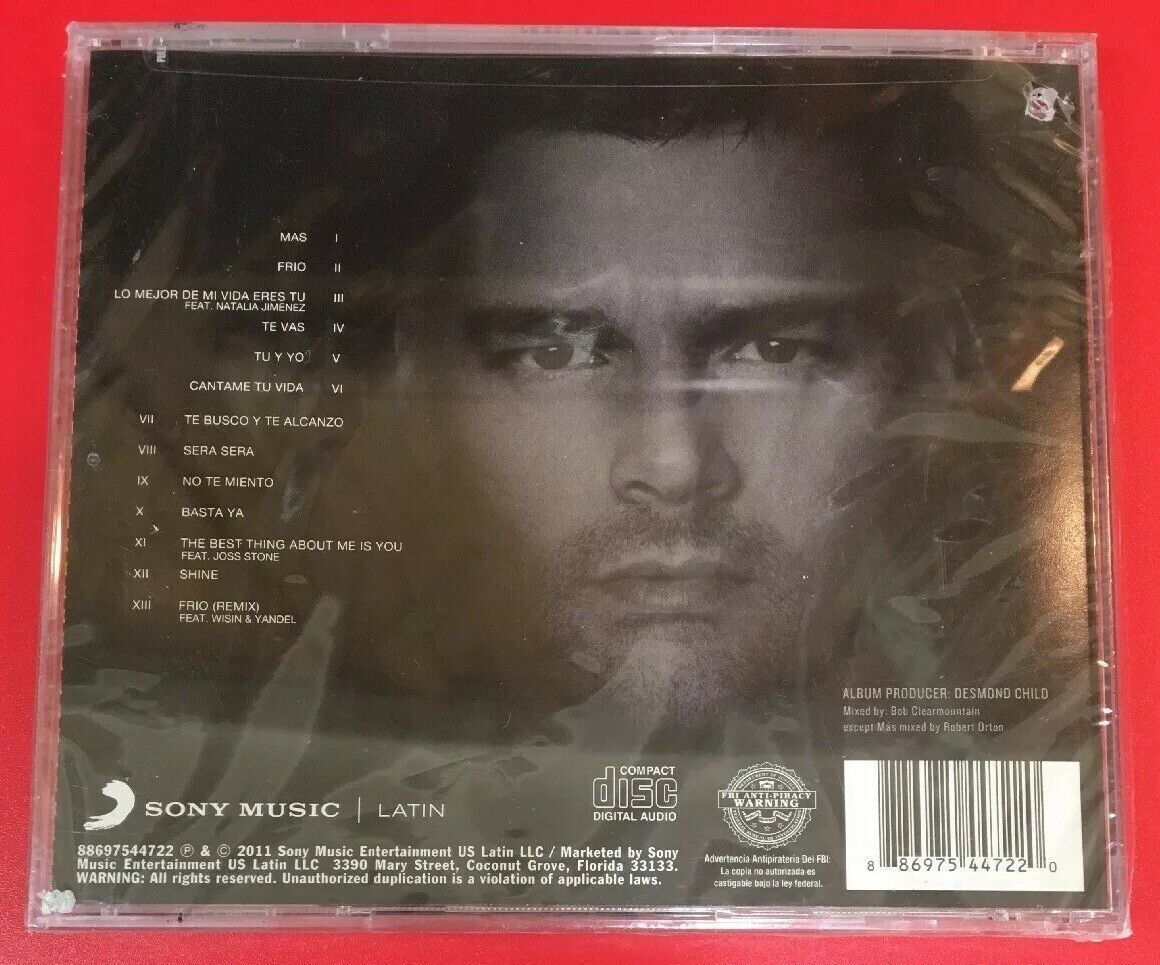 MAS I
FRIO II
LO MEJOR DE MI VIDA ERES TU III
FEAT. NATALIA JIMENEZ
TE VAS IV
TU Y YO V
CANTAME TU VIDA VI
VII TE BUSCO Y TE ALCANZO
VIII SERA SERA
IX NO TE MIENTO
X BASTA YA
XI THE BEST THING ABOUT ME IS YOU
FEAT. JOSS STONE
XII SHINE
XIII FRIO (REMIX)
FEAT. WISIN & YANDEL
ALBUM PRODUCER: DESMOND CHILD
Mixed by: Bob Clearmountain
except Más mixed by Robert Orton
SONY MUSIC | LATIN
COMPACT
disc
DIGITAL AUDIO
FBI ANTI-PIRACY
WARNING
88697544722 ℗ & © 2011 Sony Music Entertainment US Latin LLC / Marketed by Sony
Music Entertainment US Latin LLC 3390 Mary Street, Coconut Grove, Florida 33133.
WARNING: All rights reserved. Unauthorized duplication is a violation of applicable laws.
Advertencia Antipirateria Del FBI:
La copia no autorizada es
castigable bajo la ley federal.
8 86975 44722 0